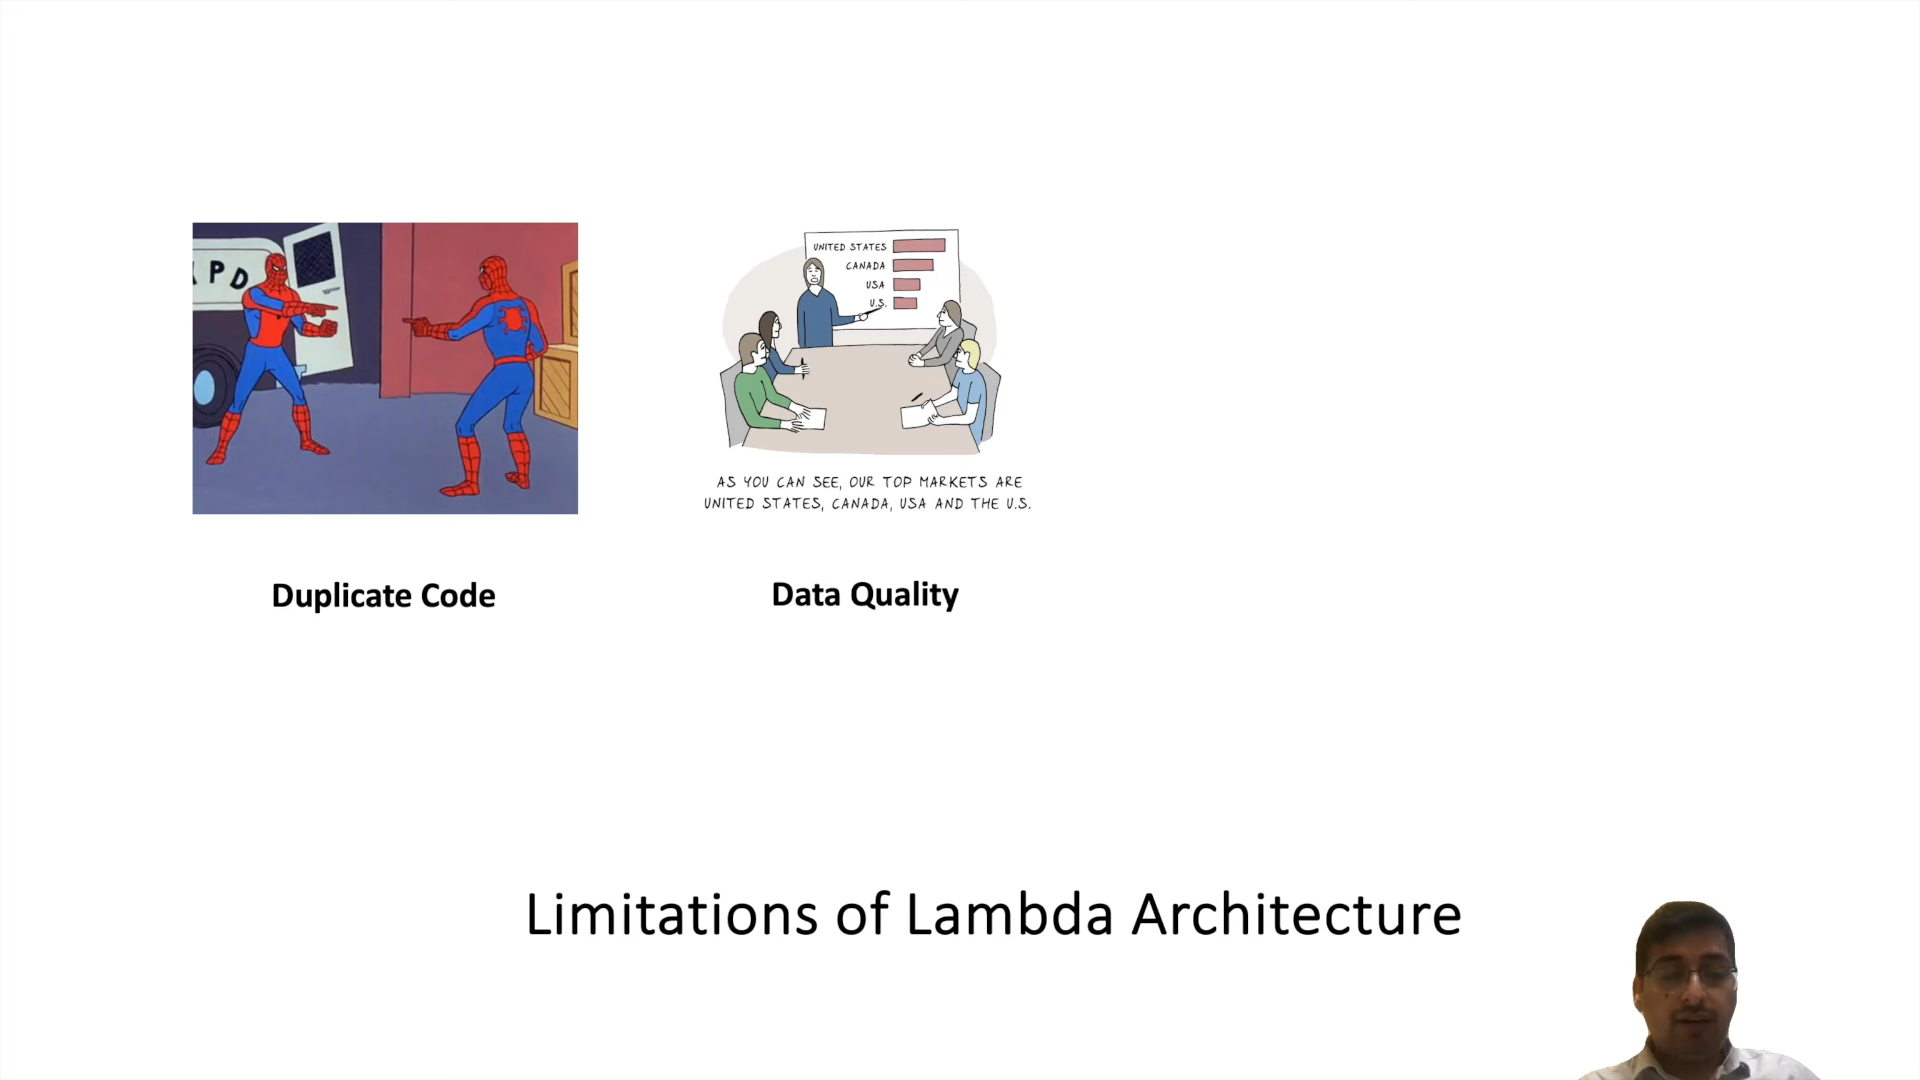 PD
UNITED STATES
CANADA
USA
U.S.
AS YOU CAN SEE, OUR TOP MARKETS ARE
UNITED STATES, CANADA, USA AND THE U.S.
Duplicate Code
Data Quality
Limitations of Lambda Architecture